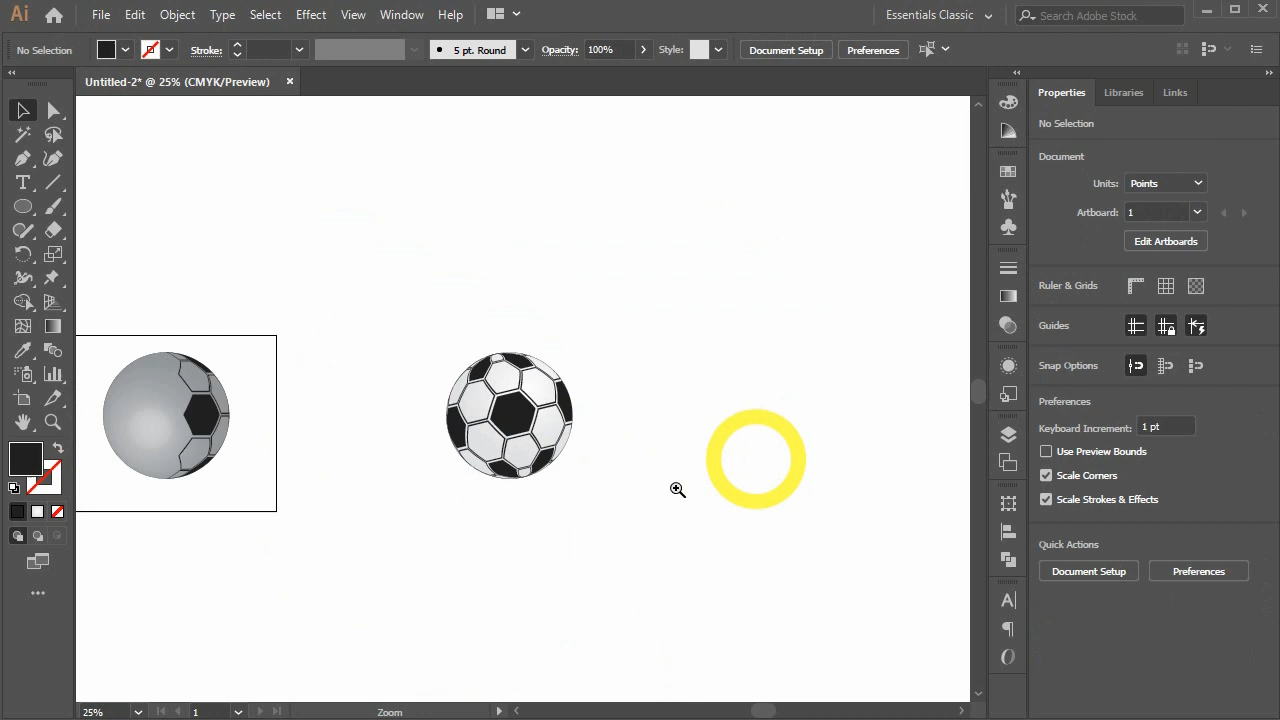 Ai File Edit Object Type Select Effect View Window Help Essentials Classic Search Adobe Stock
No Selection Stroke: 5 pt. Round Opacity: 100% Style: Document Setup Preferences
Untitled-2* @ 25% (CMYK/Preview)
Properties Libraries Links
No Selection
Document
Units: Points
Artboard: 1
Edit Artboards
Ruler & Grids
Guides
Snap Options
Preferences
Keyboard Increment: 1 pt
Use Preview Bounds
Scale Corners
Scale Strokes & Effects
Quick Actions
Document Setup Preferences
25% 1 Zoom